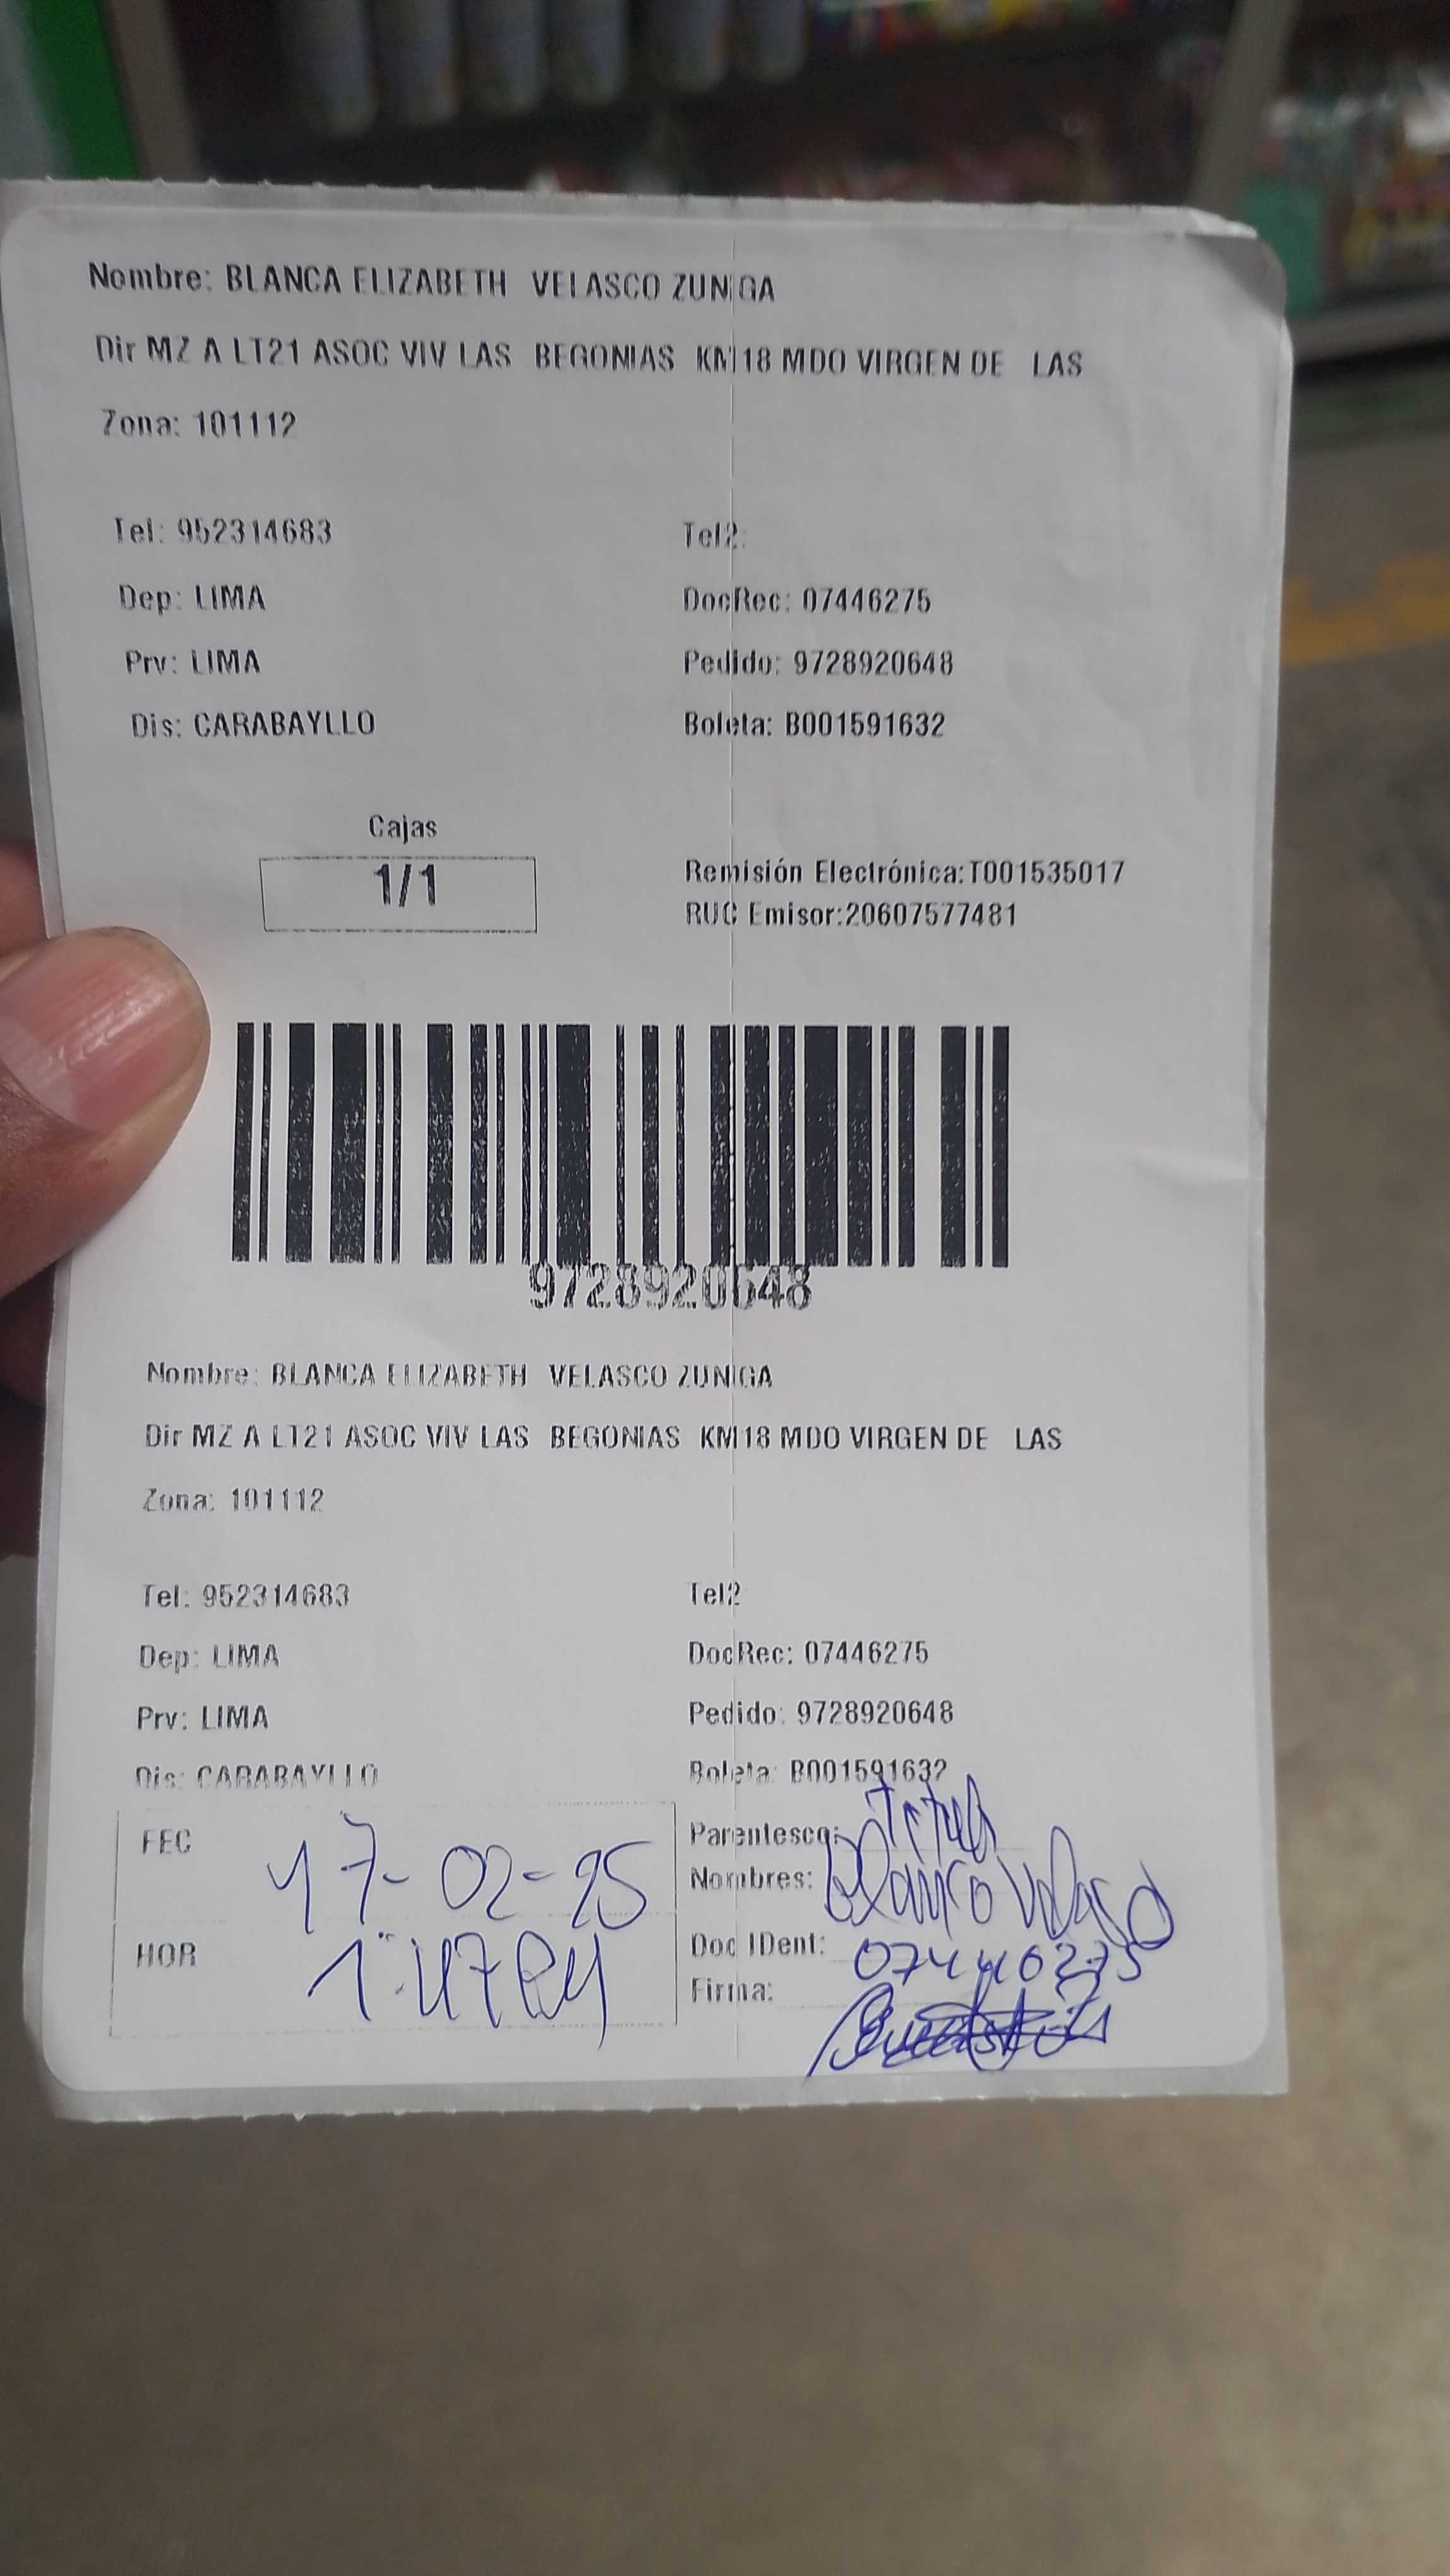 Nombre: BLANCA ELIZABETH VELASCO ZUNIGA
Dir MZ A LT21 ASOC VIV LAS BEGONIAS KM18 MDO VIRGEN DE LAS
Zona: 101112
Tel: 952314683 Tel2:
Dep: LIMA DocRec: 07446275
Prv: LIMA Pedido: 9728920648
Dis: CARABAYLLO Boleta: B001591632
Cajas
1/1
Remisión Electrónica:T001535017
RUC Emisor:20607577481
9728920648
Nombre: BLANCA ELIZABETH VELASCO ZUNIGA
Dir MZ A LT21 ASOC VIV LAS BEGONIAS KM18 MDO VIRGEN DE LAS
Zona: 101112
Tel: 952314683 Tel2
Dep: LIMA DocRec: 07446275
Prv: LIMA Pedido: 9728920648
Dis: CARABAYLLO Boleta: B001591632
FEC 17-02-25
HOR
Parentesco:
Nombres: Blanca Velasco
Doc IDent: 07446275
Firma: